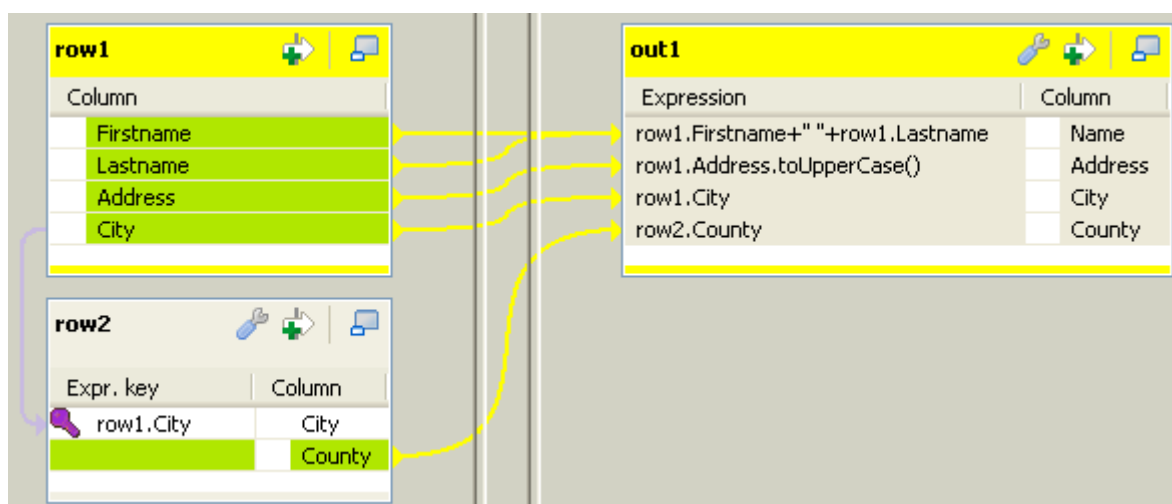 row1
Column
Firstname
Lastname
Address
City
row2
Expr. key Column
row1.City City
County
out1
Expression Column
row1.Firstname+" "+row1.Lastname Name
row1.Address.toUpperCase() Address
row1.City City
row2.County County